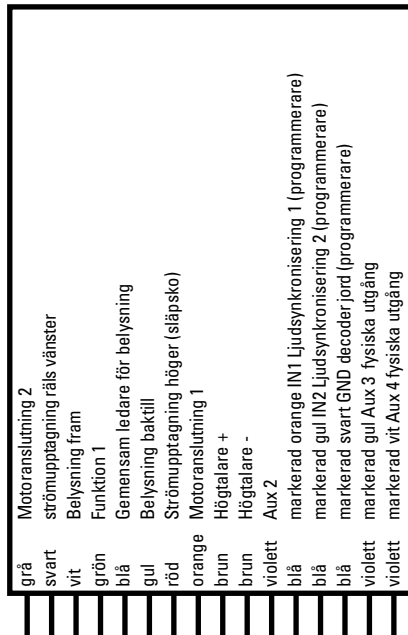 grå Motoranslutning 2
svart strömupptagning räls vänster
vit Belysning fram
grön Funktion 1
blå Gemensam ledare för belysning
gul Belysning baktill
röd Strömupptagning höger (släpsko)
orange Motoranslutning 1
brun Högtalare +
brun Högtalare -
violett Aux 2
blå markerad orange IN1 Ljudsynkronisering 1 (programmerare)
blå markerad gul IN2 Ljudsynkronisering 2 (programmerare)
blå markerad svart GND decoder jord (programmerare)
violett markerad gul Aux 3 fysiska utgång
violett markerad vit Aux 4 fysiska utgång